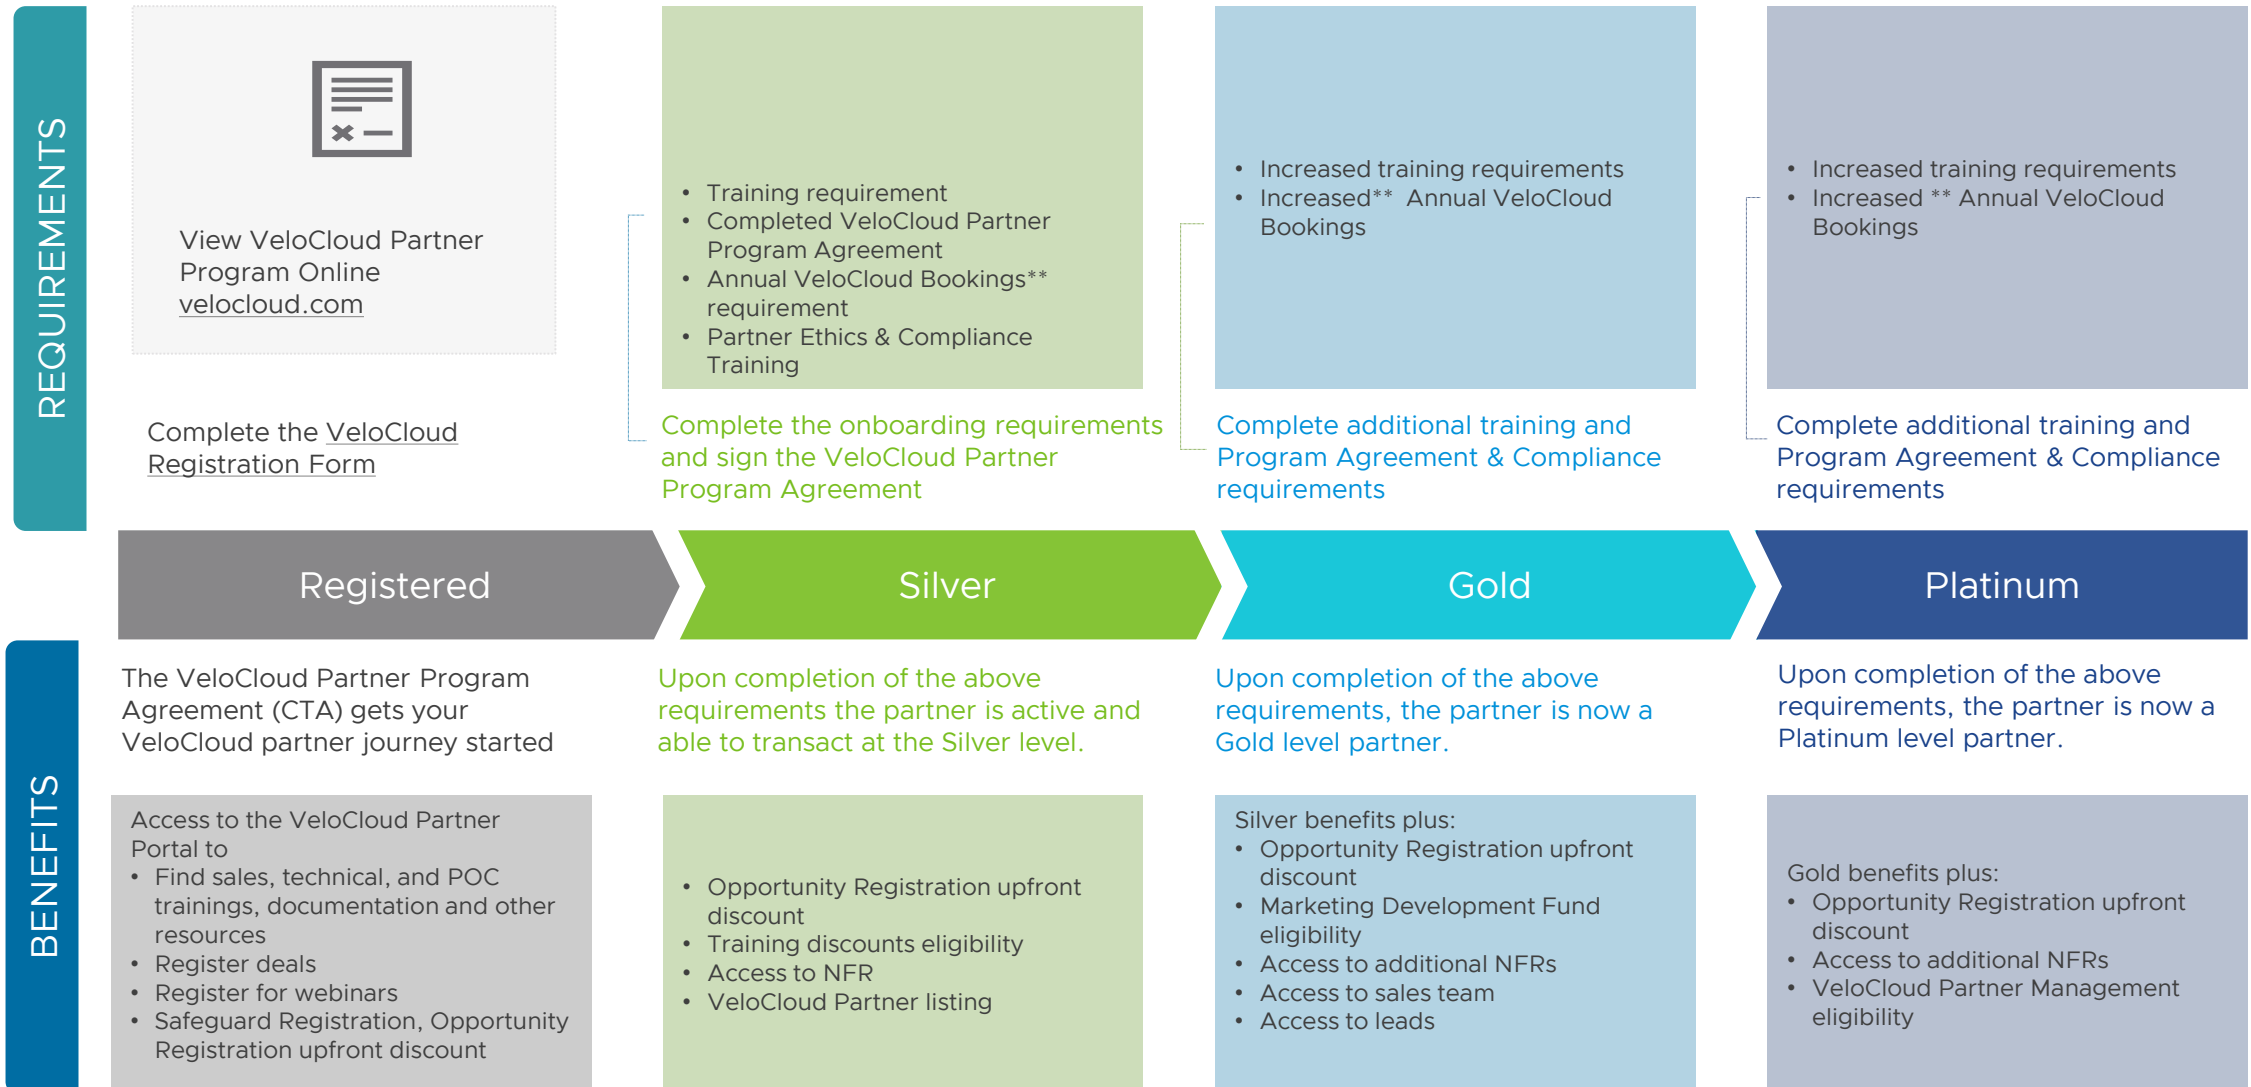 REQUIREMENTS
View VeloCloud Partner
Program Online
velocloud.com
Complete the VeloCloud
Registration Form
• Training requirement
• Completed VeloCloud Partner
Program Agreement
• Annual VeloCloud Bookings**
requirement
• Partner Ethics & Compliance
Training
Complete the onboarding requirements
and sign the VeloCloud Partner
Program Agreement
• Increased training requirements
• Increased** Annual VeloCloud
Bookings
Complete additional training and
Program Agreement & Compliance
requirements
• Increased training requirements
• Increased ** Annual VeloCloud
Bookings
Complete additional training and
Program Agreement & Compliance
requirements
Registered
Silver
Gold
Platinum
BENEFITS
The VeloCloud Partner Program
Agreement (CTA) gets your
VeloCloud partner journey started
Access to the VeloCloud Partner
Portal to
• Find sales, technical, and POC
trainings, documentation and other
resources
• Register deals
• Register for webinars
• Safeguard Registration, Opportunity
Registration upfront discount
Upon completion of the above
requirements the partner is active and
able to transact at the Silver level.
• Opportunity Registration upfront
discount
• Training discounts eligibility
• Access to NFR
• VeloCloud Partner listing
Upon completion of the above
requirements, the partner is now a
Gold level partner.
Silver benefits plus:
• Opportunity Registration upfront
discount
• Marketing Development Fund
eligibility
• Access to additional NFRs
• Access to sales team
• Access to leads
Upon completion of the above
requirements, the partner is now a
Platinum level partner.
Gold benefits plus:
• Opportunity Registration upfront
discount
• Access to additional NFRs
• VeloCloud Partner Management
eligibility